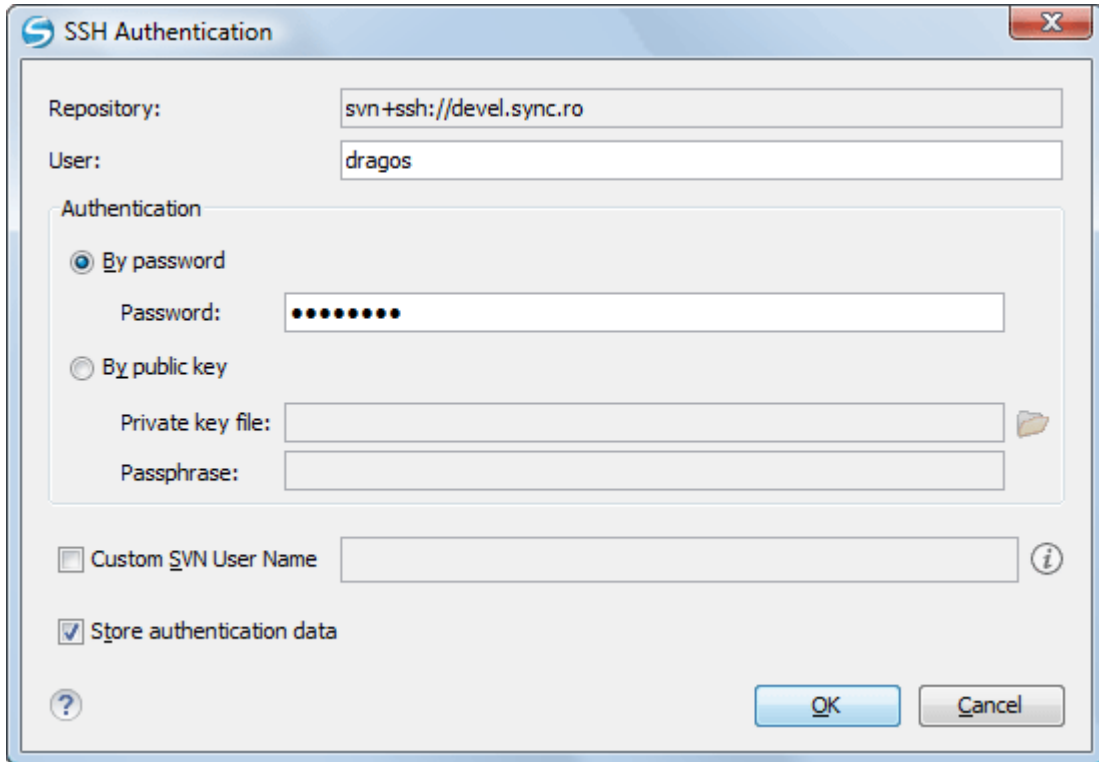 SSH Authentication
Repository: svn+ssh://devel.sync.ro
User: dragos
Authentication
By password
Password: ••••••••
By public key
Private key file:
Passphrase:
Custom SVN User Name
Store authentication data
OK Cancel